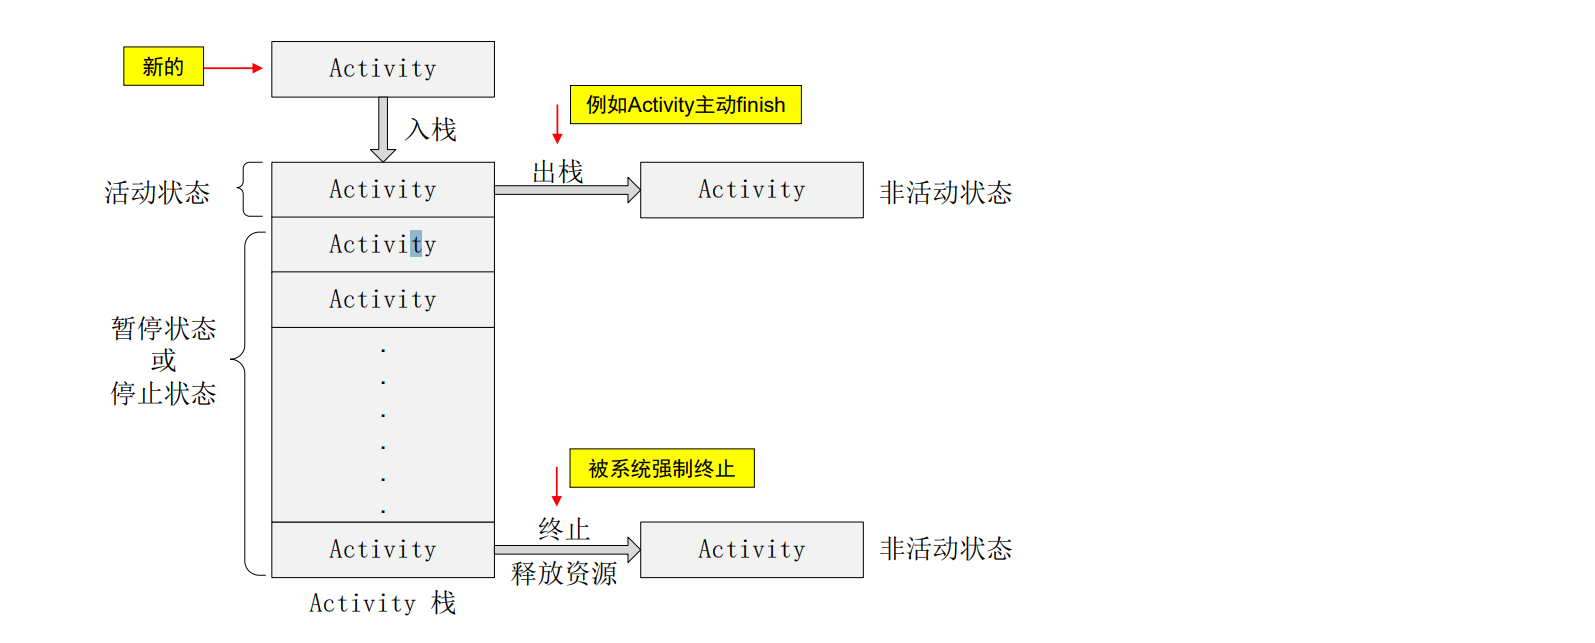 新的
Activity
入栈
例如Activity主动finish
活动状态
Activity
出栈
Activity
非活动状态
Activity
Activity
暂停状态
或
停止状态
被系统强制终止
Activity
终止
释放资源
Activity
非活动状态
Activity 栈